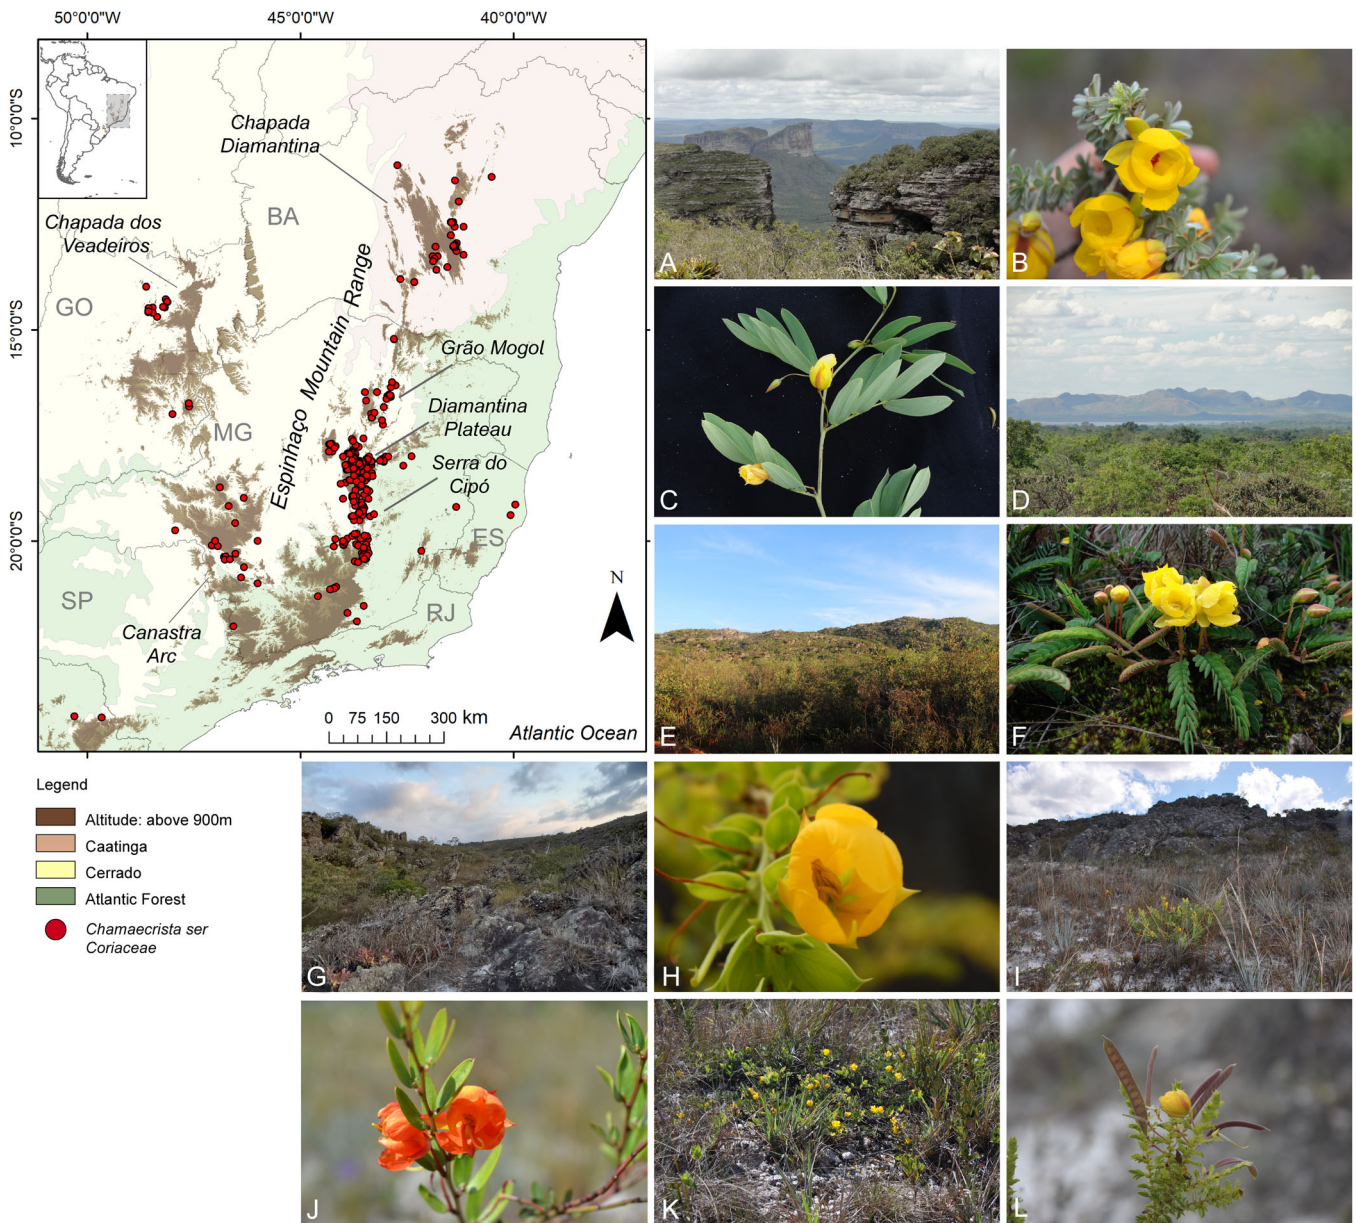 50°0'0"W
45°0'0"W
40°0'0"W
10°0'0"S
15°0'0"S
20°0'0"S
Chapada
Diamantina
BA
Chapada dos
Veadeiros
GO
Espinhaço Mountain Range
Grão Mogol
MG
Diamantina
Plateau
Serra do
Cipó
ES
SP
RJ
N
Canastra
Arc
0 75 150 300 km
Atlantic Ocean
Legend
Altitude: above 900m
Caatinga
Cerrado
Atlantic Forest
Chamaecrista ser
Coriaceae
A
B
C
D
E
F
G
H
I
J
K
L